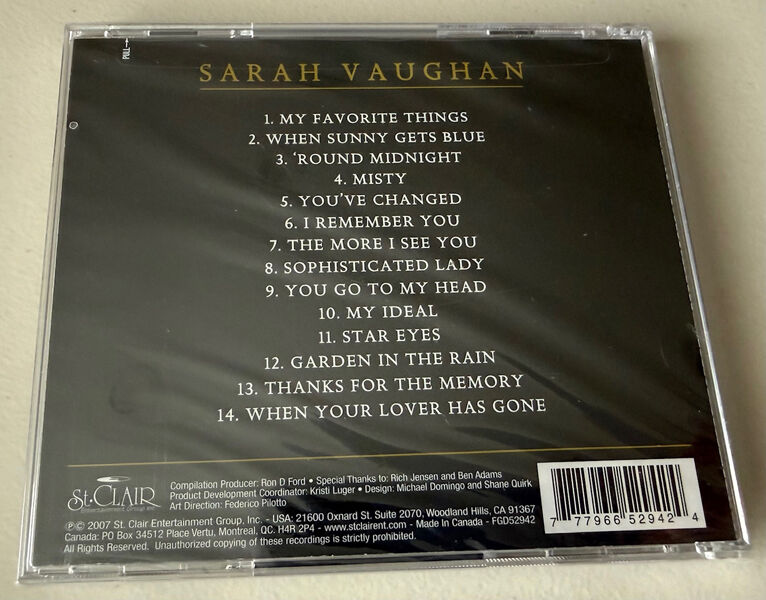 PULL→
SARAH VAUGHAN
1. MY FAVORITE THINGS
2. WHEN SUNNY GETS BLUE
3. ‘ROUND MIDNIGHT
4. MISTY
5. YOU'VE CHANGED
6. I REMEMBER YOU
7. THE MORE I SEE YOU
8. SOPHISTICATED LADY
9. YOU GO TO MY HEAD
10. MY IDEAL
11. STAR EYES
12. GARDEN IN THE RAIN
13. THANKS FOR THE MEMORY
14. WHEN YOUR LOVER HAS GONE
ST·CLAIR
Entertainment Group Inc.
Compilation Producer: Ron D Ford • Special Thanks to: Rich Jensen and Ben Adams
Product Development Coordinator: Kristi Luger • Design: Michael Domingo and Shane Quirk
Art Direction: Federico Pilotto
℗© 2007 St. Clair Entertainment Group, Inc. - USA: 21600 Oxnard St. Suite 2070, Woodland Hills, CA 91367
Canada: PO Box 34512 Place Vertu, Montreal, QC. H4R 2P4 - www.stclairent.com - Made In Canada - FGD52942
All Rights Reserved. Unauthorized copying of these recordings is strictly prohibited.
7 77966 52942 4